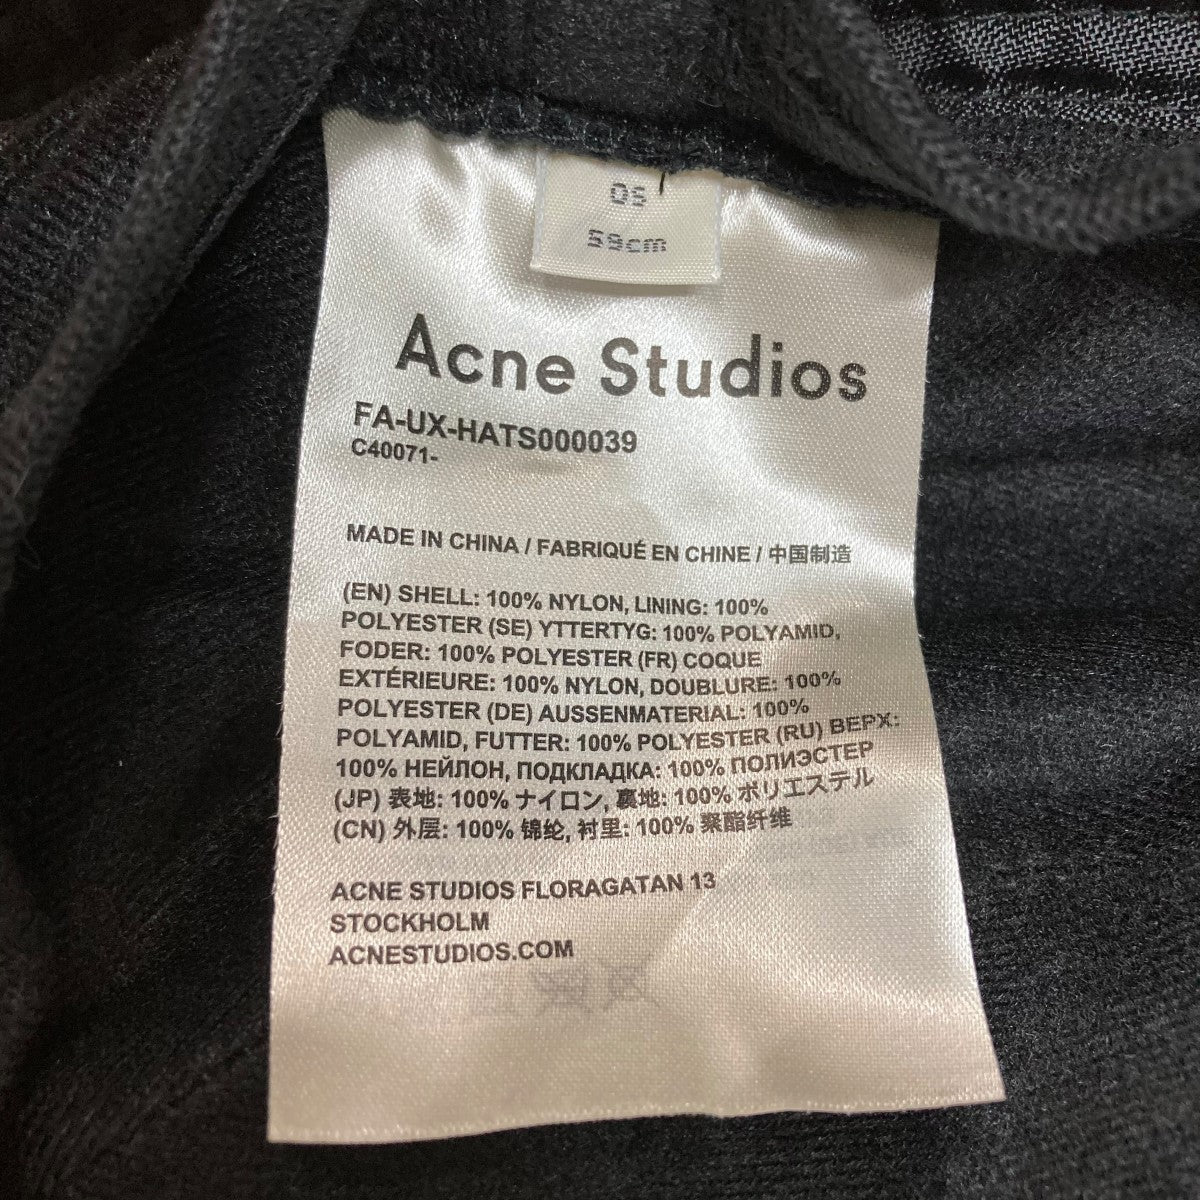 OS
59cm
Acne Studios
FA-UX-HATS000039
C40071-
MADE IN CHINA / FABRIQUÉ EN CHINE / 中国制造
(EN) SHELL: 100% NYLON, LINING: 100%
POLYESTER (SE) YTTERTYG: 100% POLYAMID,
FODER: 100% POLYESTER (FR) COQUE
EXTÉRIEURE: 100% NYLON, DOUBLURE: 100%
POLYESTER (DE) AUSSENMATERIAL: 100%
POLYAMID, FUTTER: 100% POLYESTER (RU) ВЕРХ:
100% НЕЙЛОН, ПОДКЛАДКА: 100% ПОЛИЭСТЕР
(JP) 表地: 100% ナイロン, 裏地: 100% ポリエステル
(CN) 外层: 100% 锦纶, 衬里: 100% 聚酯纤维
ACNE STUDIOS FLORAGATAN 13
STOCKHOLM
ACNESTUDIOS.COM